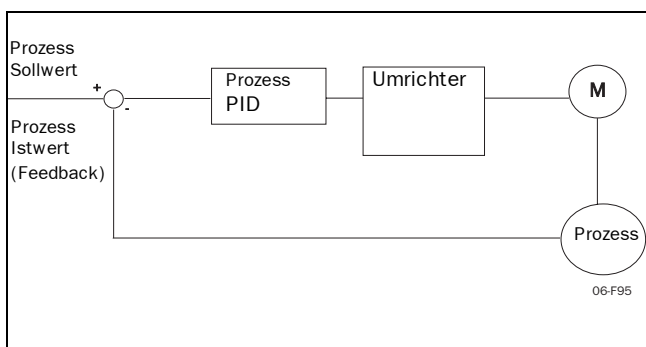 Prozess
Sollwert
+
-
Prozess
Istwert
(Feedback)
Prozess
PID
Umrichter
M
Prozess
06-F95